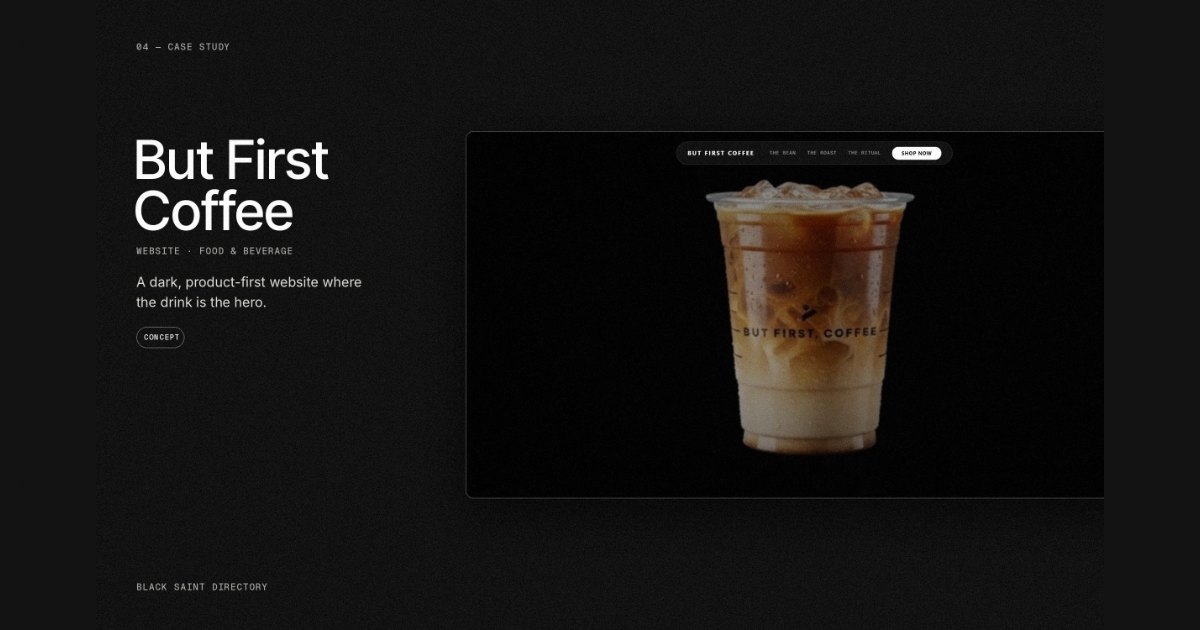 04 — CASE STUDY
But First
Coffee
WEBSITE · FOOD & BEVERAGE
A dark, product-first website where
the drink is the hero.
CONCEPT
BUT FIRST COFFEE THE BEAN THE ROAST THE RITUAL SHOP NOW
BUT FIRST, COFFEE
BLACK SAINT DIRECTORY